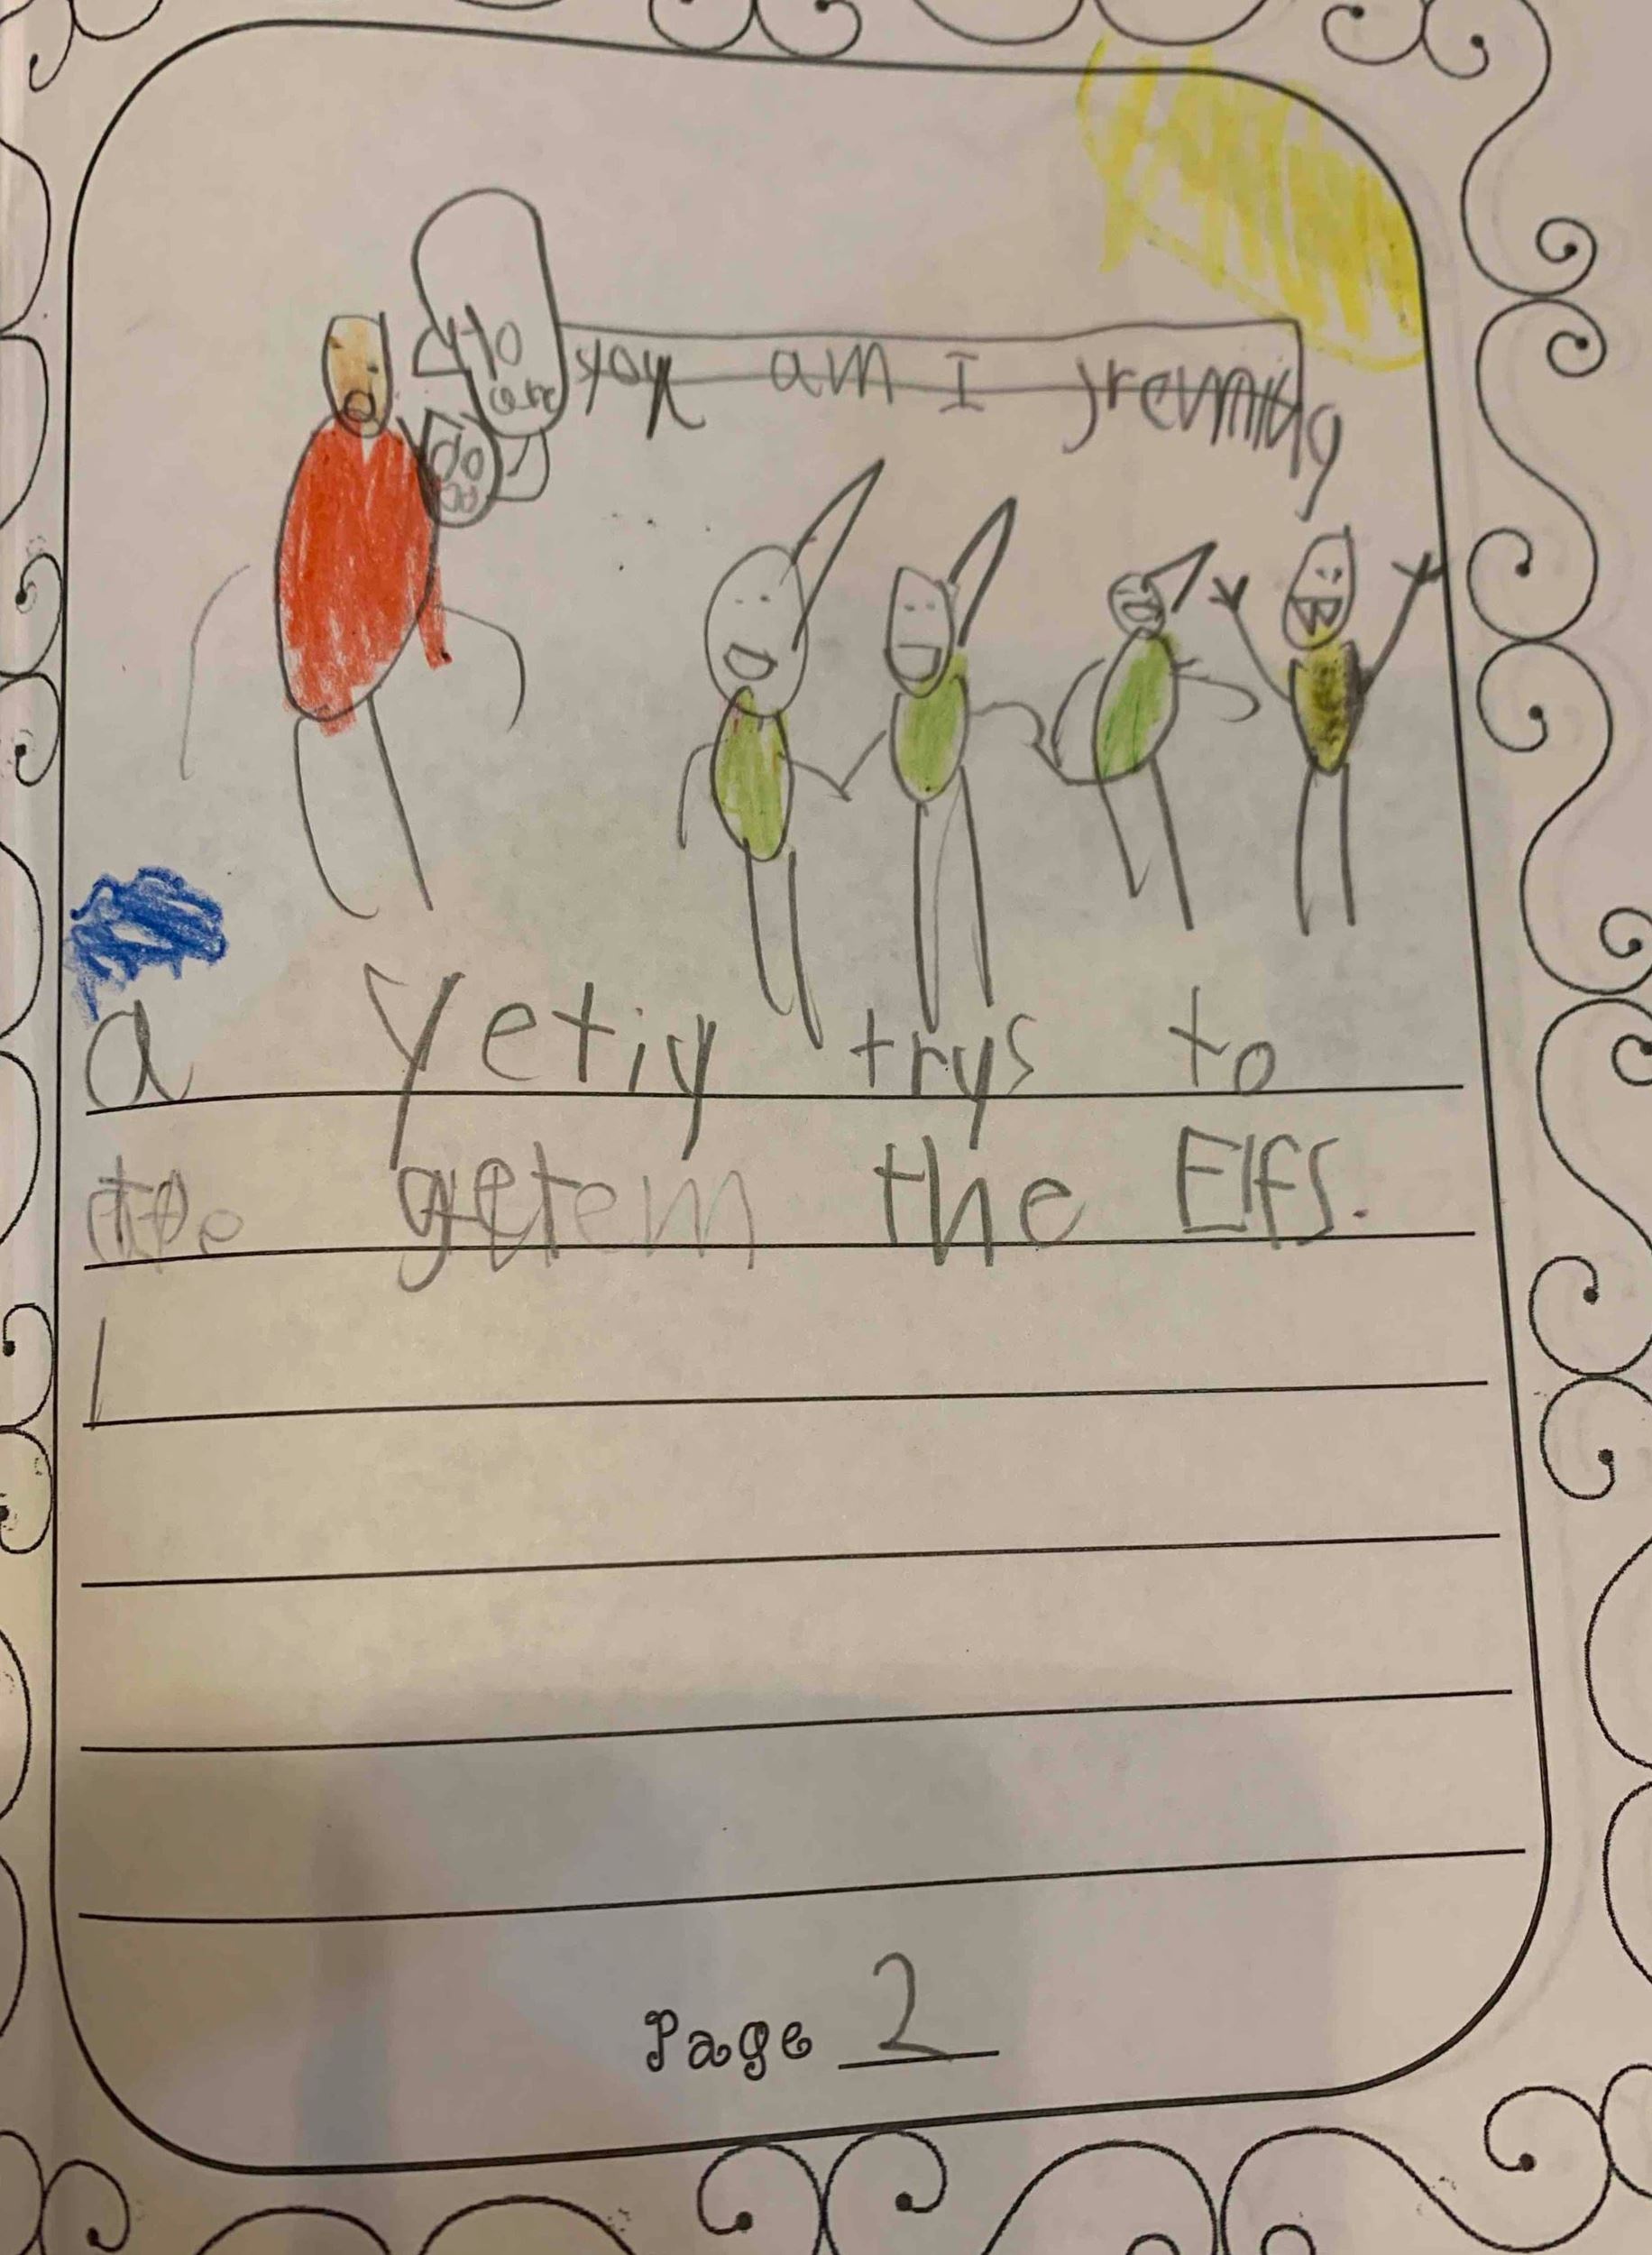 you am I jreming
a Yetiy trys to
getem the Elfs.
Page 2